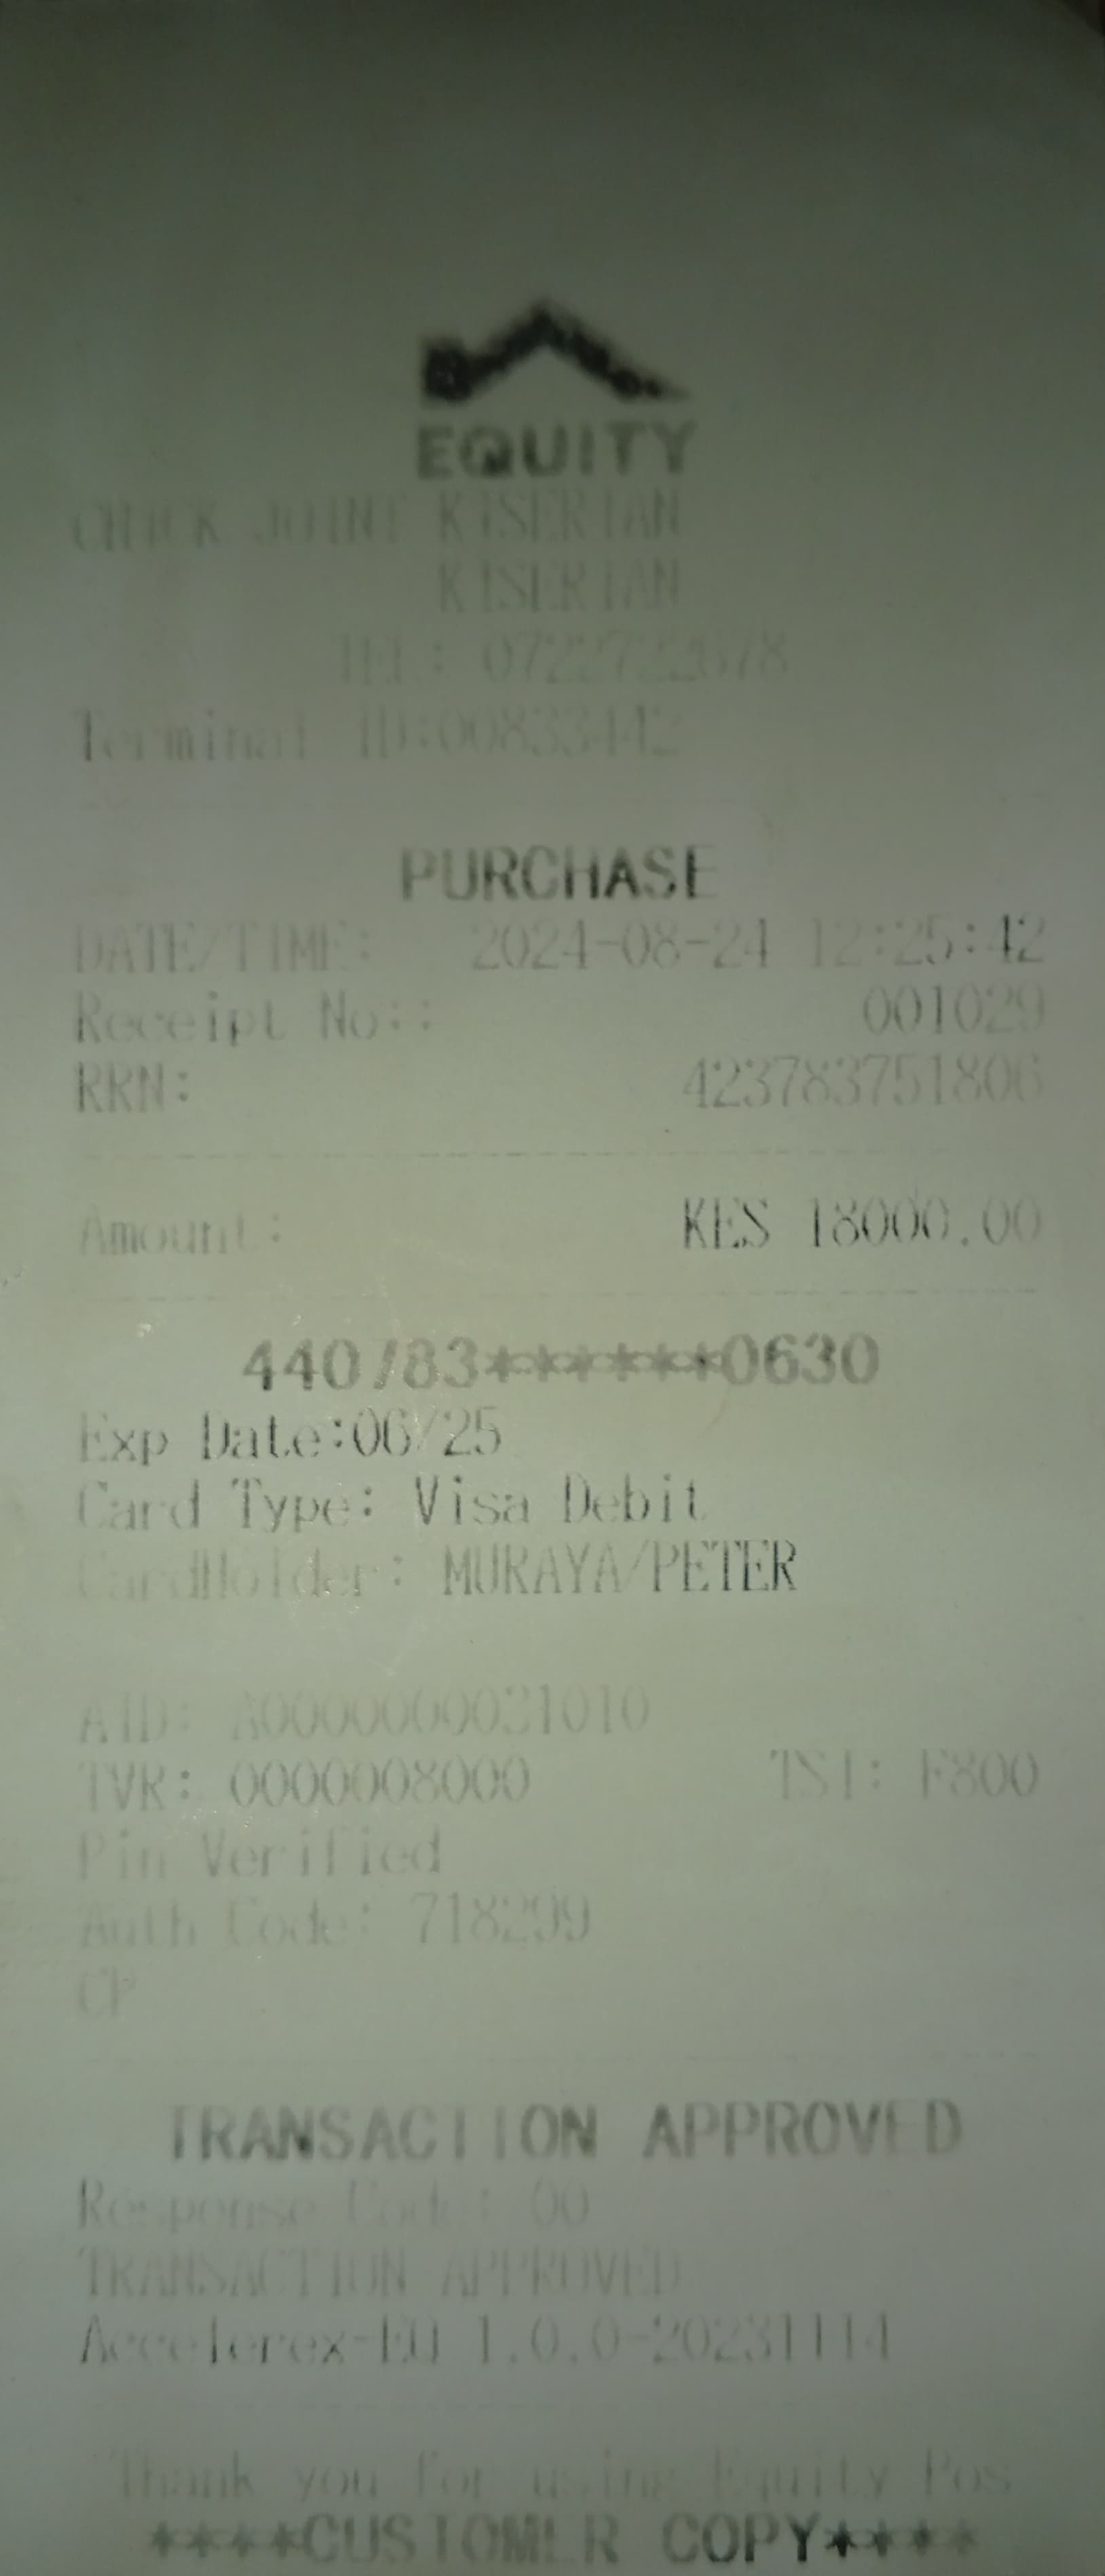 EQUITY
CHICK JOINT KISERIAN
KISERIAN
TEL: 0722722678
Terminal ID:00833442
PURCHASE
DATE/TIME: 2024-08-24 12:25:42
Receipt No:: 001029
RRN: 423783751806
Amount: KES 18000.00
440783******0630
Exp Date:06/25
Card Type: Visa Debit
CardHolder: MURAYA/PETER
AID: A0000000031010
TVR: 0000008000 TSI: F800
Pin Verified
Auth Code: 718299
CP
TRANSACTION APPROVED
Response Code: 00
TRANSACTION APPROVED
Accelerex-EQ 1.0.0-20231114
Thank you for using Equity Pos
****CUSTOMER COPY****